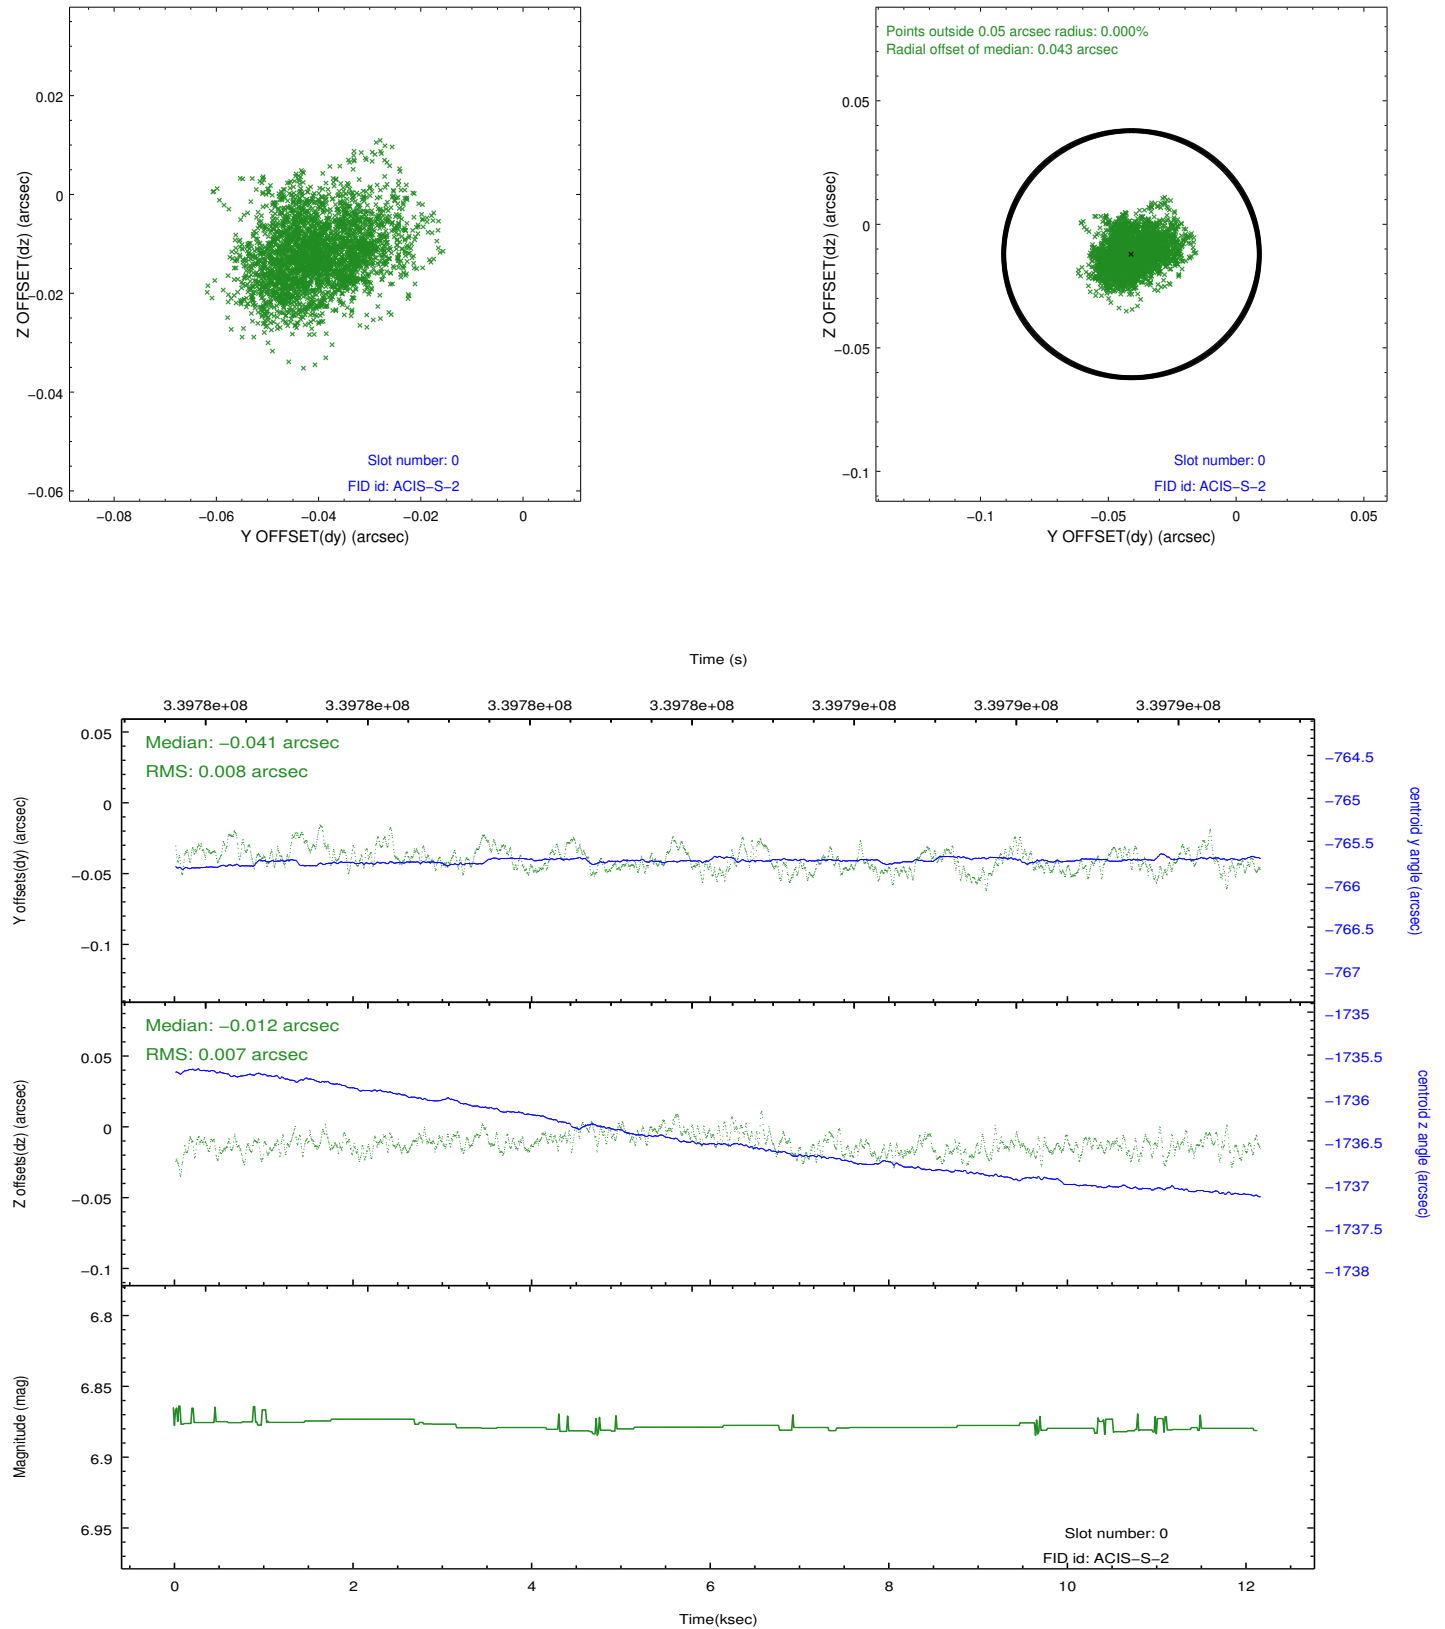 0.02
0
−0.02
−0.04
−0.06
Z OFFSET(dz) (arcsec)
Slot number: 0
FID id: ACIS−S−2
−0.08 −0.06 −0.04 −0.02 0
Y OFFSET(dy) (arcsec)
Points outside 0.05 arcsec radius: 0.000%
Radial offset of median: 0.043 arcsec
0.05
0
−0.05
−0.1
Z OFFSET(dz) (arcsec)
Slot number: 0
FID id: ACIS−S−2
−0.1 −0.05 0 0.05
Y OFFSET(dy) (arcsec)
Time (s)
3.3978e+08 3.3978e+08 3.3978e+08 3.3978e+08 3.3979e+08 3.3979e+08 3.3979e+08
Median: −0.041 arcsec
RMS: 0.008 arcsec
0.05
0
−0.05
−0.1
Y offsets(dy) (arcsec)
−764.5
−765
−765.5
−766
−766.5
−767
centroid y angle (arcsec)
Median: −0.012 arcsec
RMS: 0.007 arcsec
0.05
0
−0.05
−0.1
Z offsets(dz) (arcsec)
−1735
−1735.5
−1736
−1736.5
−1737
−1737.5
−1738
centroid z angle (arcsec)
6.8
6.85
6.9
6.95
Magnitude (mag)
Slot number: 0
FID id: ACIS−S−2
0 2 4 6 8 10 12
Time(ksec)